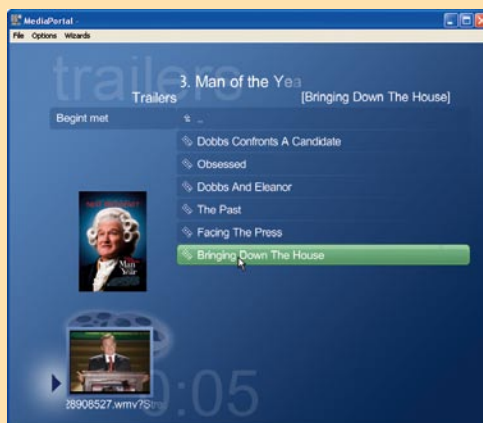 MediaPortal -
File Options Wizards
trailers
3. Man of the Yea
Trailers
[Bringing Down The House]
Begint met
..
Dobbs Confronts A Candidate
Obsessed
Dobbs And Eleanor
The Past
Facing The Press
Bringing Down The House
Man
Year
0:05
28908527.wmv?Stre